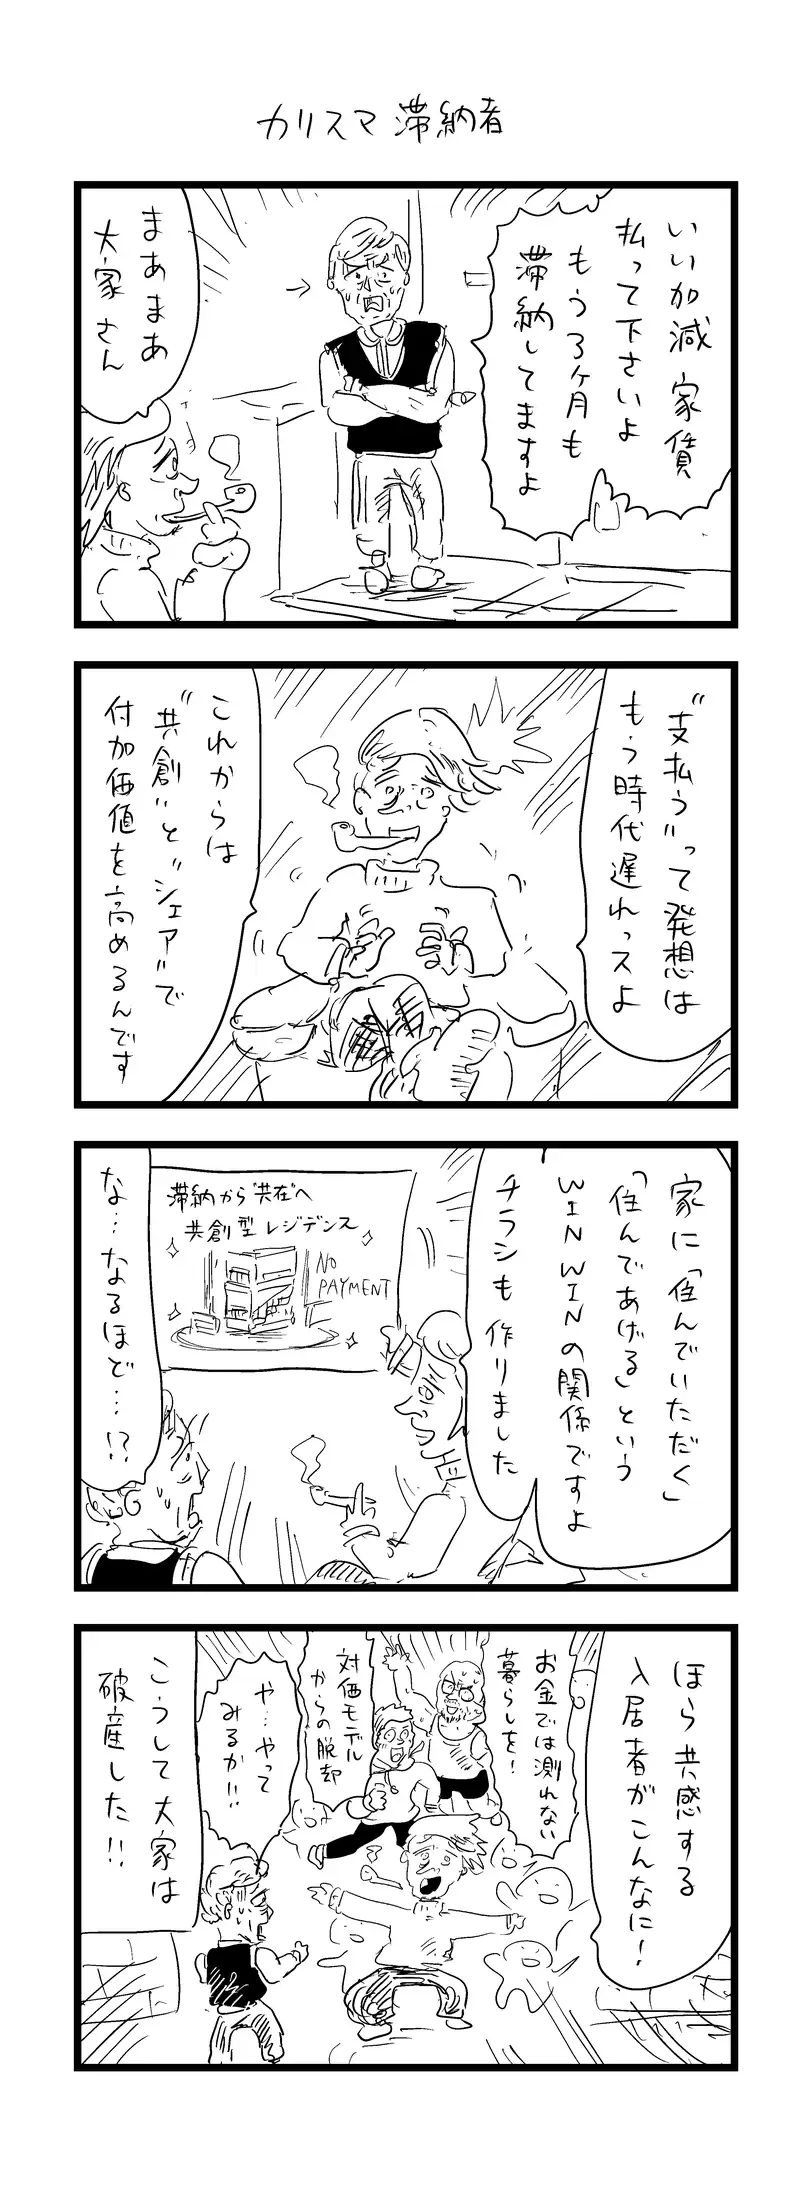 カリスマ 滞納者
いい加減 家賃
払って下さいよ
もう3ヶ月も
滞納してますよ
まあまあ
大家さん
"支払う"って発想は
もう時代遅れっスよ
これからは
"共創"と"シェア"で
付加価値を高めるんです
家に「住んでいただく」
「住んであげる」という
WIN WINの関係ですよ
チラシも作りました
滞納から"共在"へ
共創型レジデンス
NO
PAYMENT
な…なるほど…!?
ほら共感する
入居者がこんなに!
お金では測れない
暮らしを!
対価モデル
からの脱却
や…やって
みるか!!
こうして大家は
破産した!!